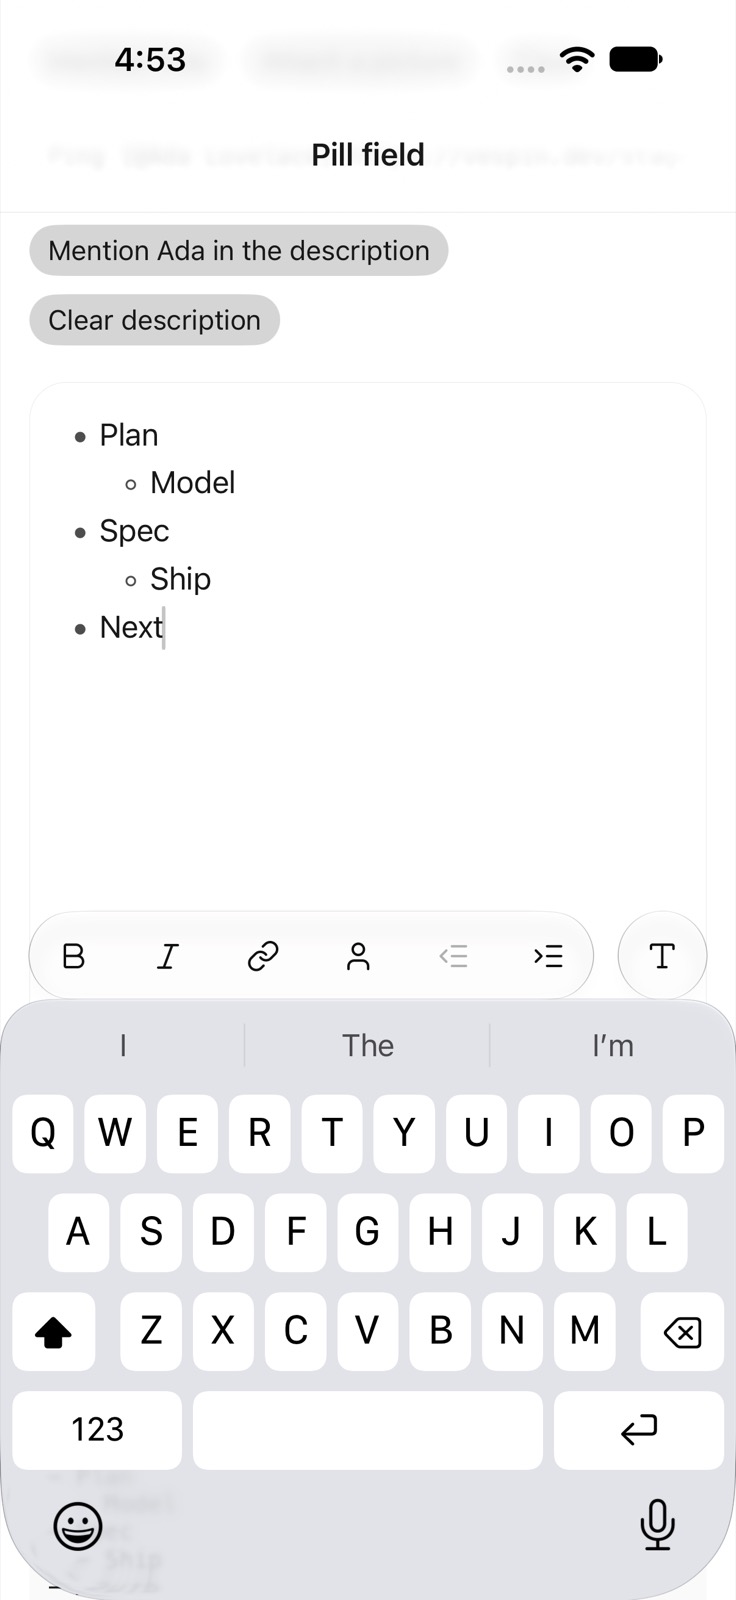 4:53
Pill field
Mention Ada in the description
Clear description
Plan
Model
Spec
Ship
Next
B I T
I The I’m
Q W E R T Y U I O P
A S D F G H J K L
Z X C V B N M
123